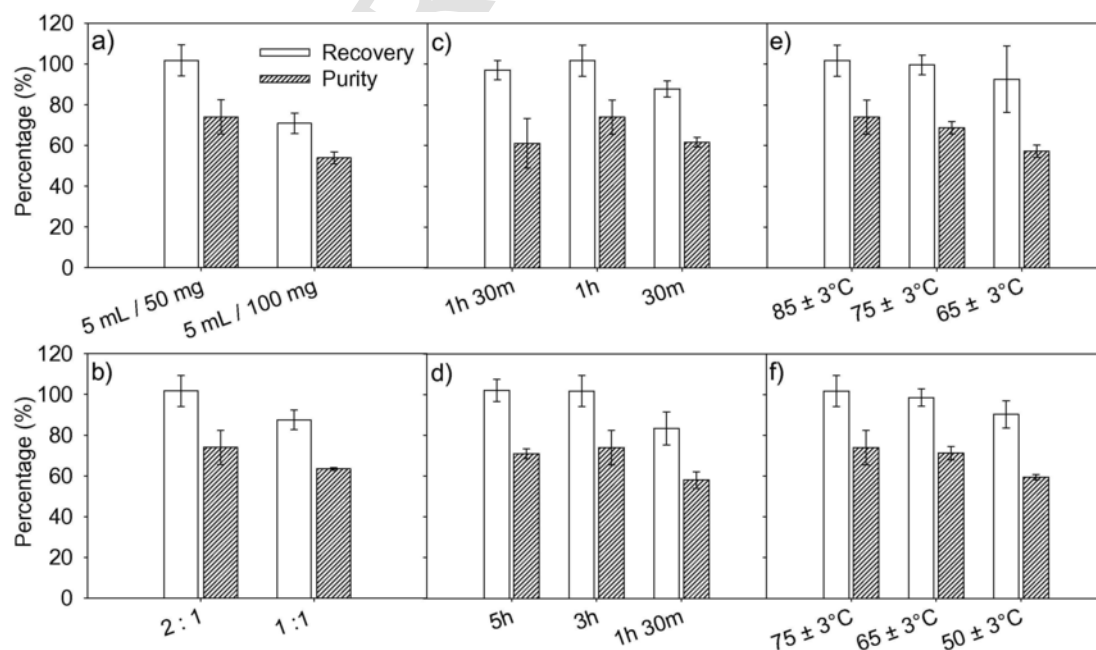 120
100
80
60
40
20
0
Percentage (%)
a)
Recovery
Purity
5 mL / 50 mg
5 mL / 100 mg
c)
1h 30m
1h
30m
e)
85 ± 3°C
75 ± 3°C
65 ± 3°C
120
100
80
60
40
20
0
Percentage (%)
b)
2 : 1
1 :1
d)
5h
3h
1h 30m
f)
75 ± 3°C
65 ± 3°C
50 ± 3°C